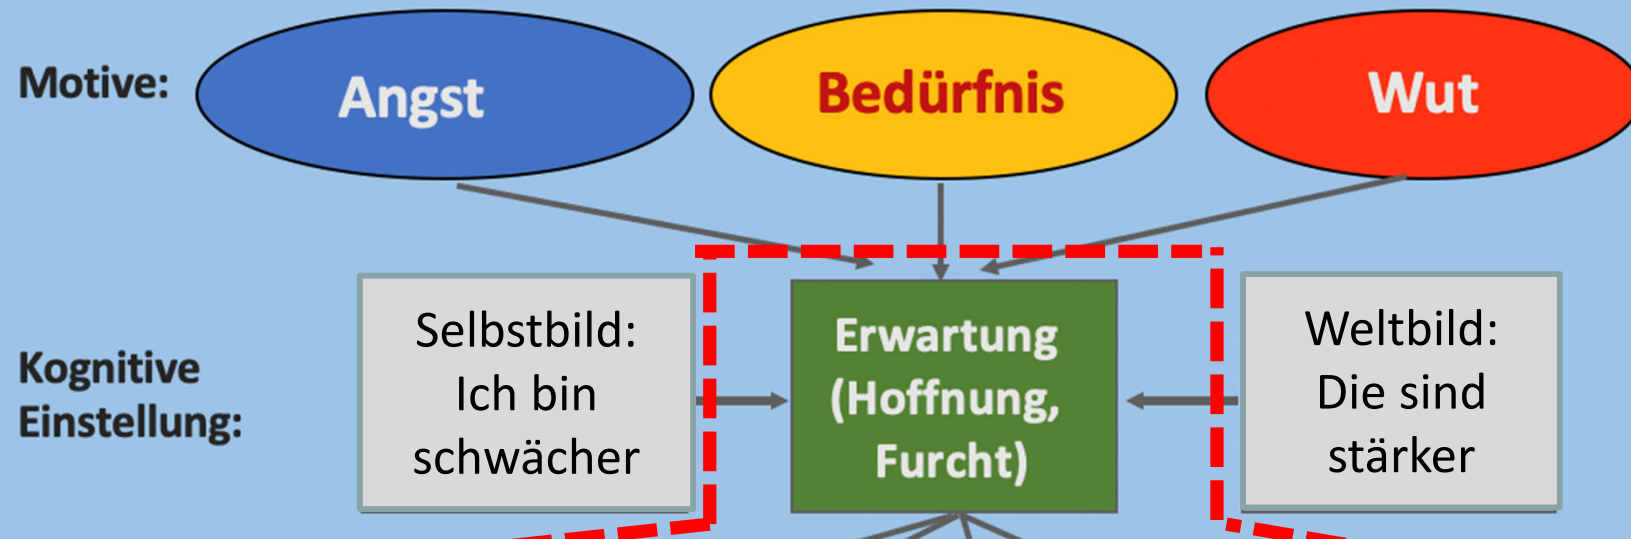 Motive:
Angst
Bedürfnis
Wut
Kognitive
Einstellung:
Selbstbild:
Ich bin
schwächer
Erwartung
(Hoffnung,
Furcht)
Weltbild:
Die sind
stärker